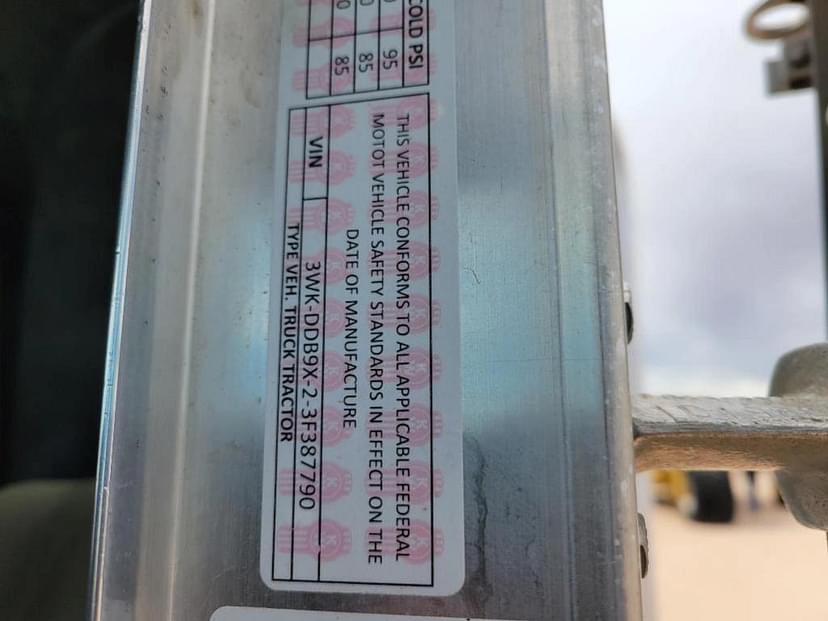 COLD PSI
95
85
85
THIS VEHICLE CONFORMS TO ALL APPLICABLE FEDERAL
MOTOT VEHICLE SAFETY STANDARDS IN EFFECT ON THE
DATE OF MANUFACTURE
VIN 3WK-DDB9X-2-3F387790
TYPE VEH. TRUCK TRACTOR